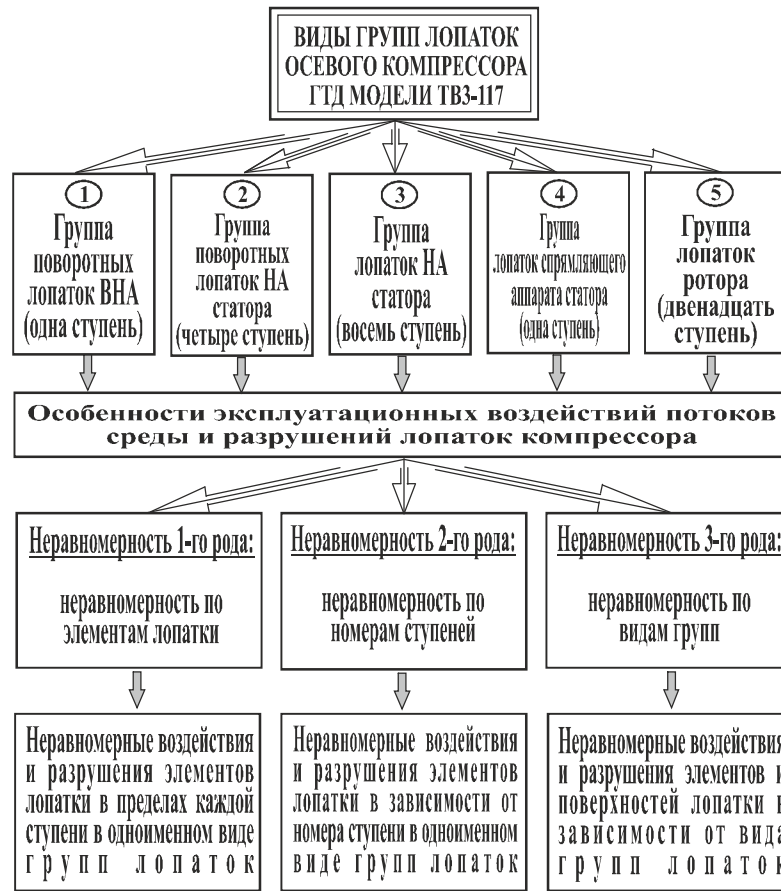 ВИДЫ ГРУПП ЛОПАТОК
ОСЕВОГО КОМПРЕССОРА
ГТД МОДЕЛИ ТВ3-117
1
Группа
поворотных
лопаток ВНА
(одна ступень)
2
Группа
поворотных
лопаток НА
статора
(четыре ступень)
3
Группа
лопаток НА
статора
(восемь ступень)
4
Группа
лопаток спрямляющего
аппарата статора
(одна ступень)
5
Группа
лопаток
ротора
(двенадцать
ступень)
Особенности эксплуатационных воздействий потоков
среды и разрушений лопаток компрессора
Неравномерность 1-го рода:
неравномерность по
элементам лопатки
Неравномерность 2-го рода:
неравномерность по
номерам ступеней
Неравномерность 3-го рода:
неравномерность по
видам групп
Неравномерные воздействия
и разрушения элементов
лопатки в пределах каждой
ступени в одноименном виде
групп лопаток
Неравномерные воздействия
и разрушения элементов
лопатки в зависимости от
номера ступени в одноименном
виде групп лопаток
Неравномерные воздействия
и разрушения элементов и
поверхностей лопатки в
зависимости от вида
групп лопаток